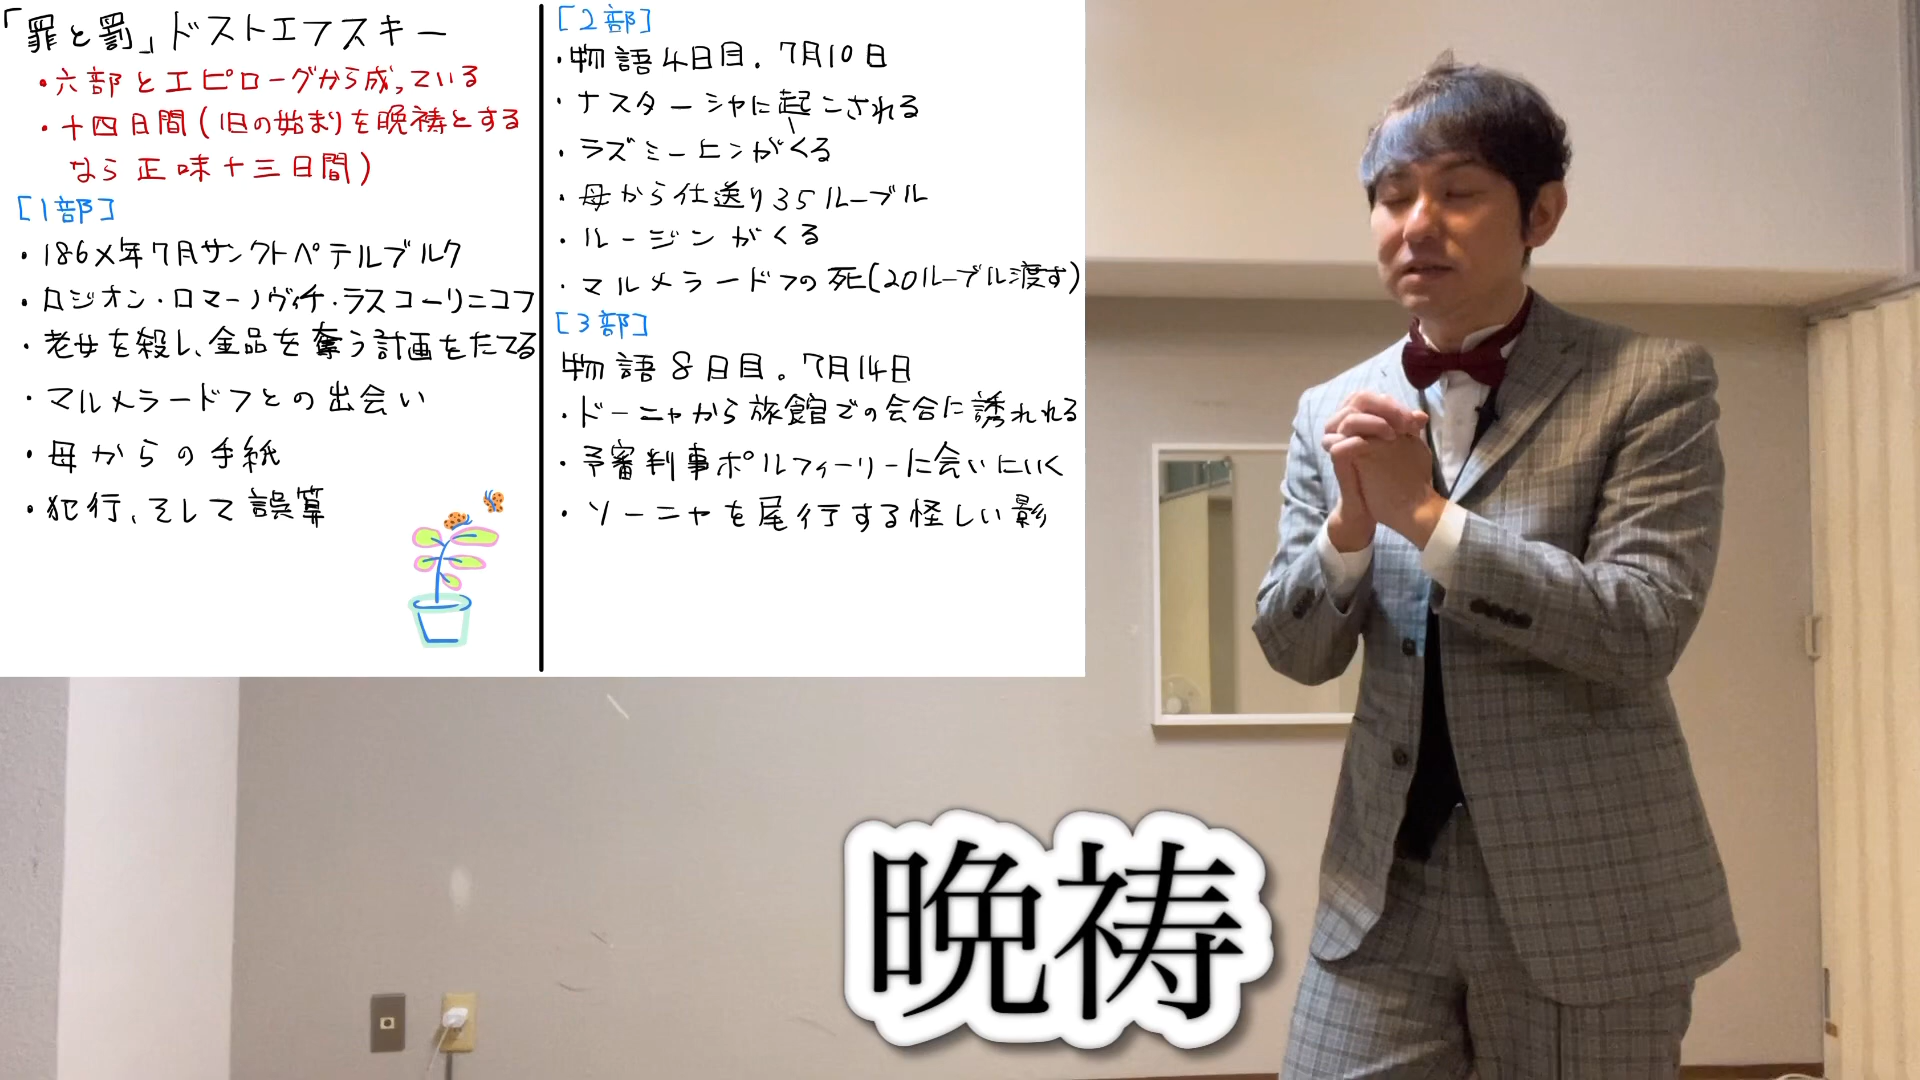 「罪と罰」ドストエフスキー
・六部とエピローグから成っている
・十四日間(1日の始まりを晩祷とする
なら正味十三日間)
[1部]
・186X年7月サンクトペテルブルク
・ロジオン・ロマーノヴィチ・ラスコーリニコフ
・老女を殺し、金品を奪う計画をたてる
・マルメラードフとの出会い
・母からの手紙
・犯行、そして誤算
[2部]
・物語4日目。7月10日
・ナスターシャに起こされる
・ラズミーヒンがくる
・母から仕送り35ルーブル
・ルージンがくる
・マルメラードフの死(20ルーブル渡す)
[3部]
物語8日目。7月14日
・ドーニャから旅館での会合に誘われる
・予審判事ポルフィーリーに会いにいく
・ソーニャを尾行する怪しい影
晩祷